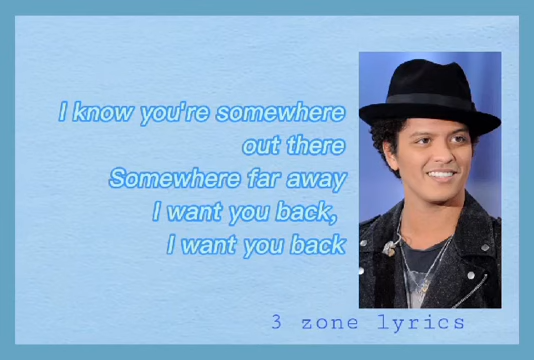 I know you're somewhere
out there
Somewhere far away
I want you back,
I want you back
3 zone lyrics